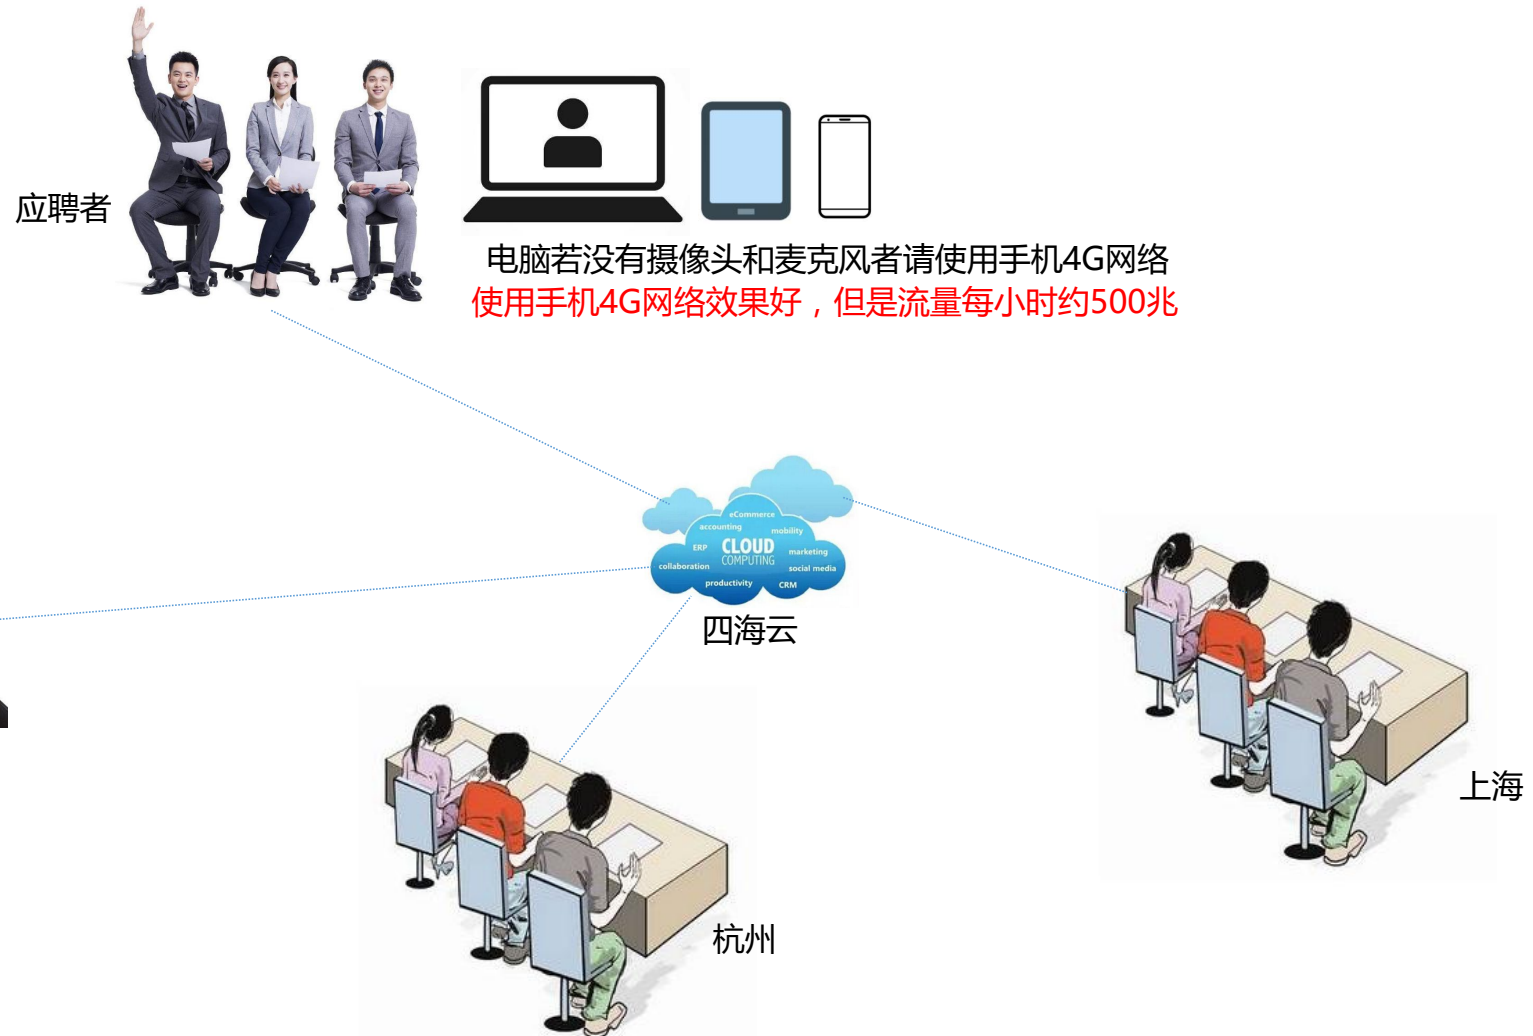 应聘者
电脑若没有摄像头和麦克风者请使用手机4G网络
使用手机4G网络效果好，但是流量每小时约500兆
eCommerce
accounting
mobility
ERP
CLOUD
COMPUTING
marketing
collaboration
social media
productivity
CRM
四海云
上海
杭州